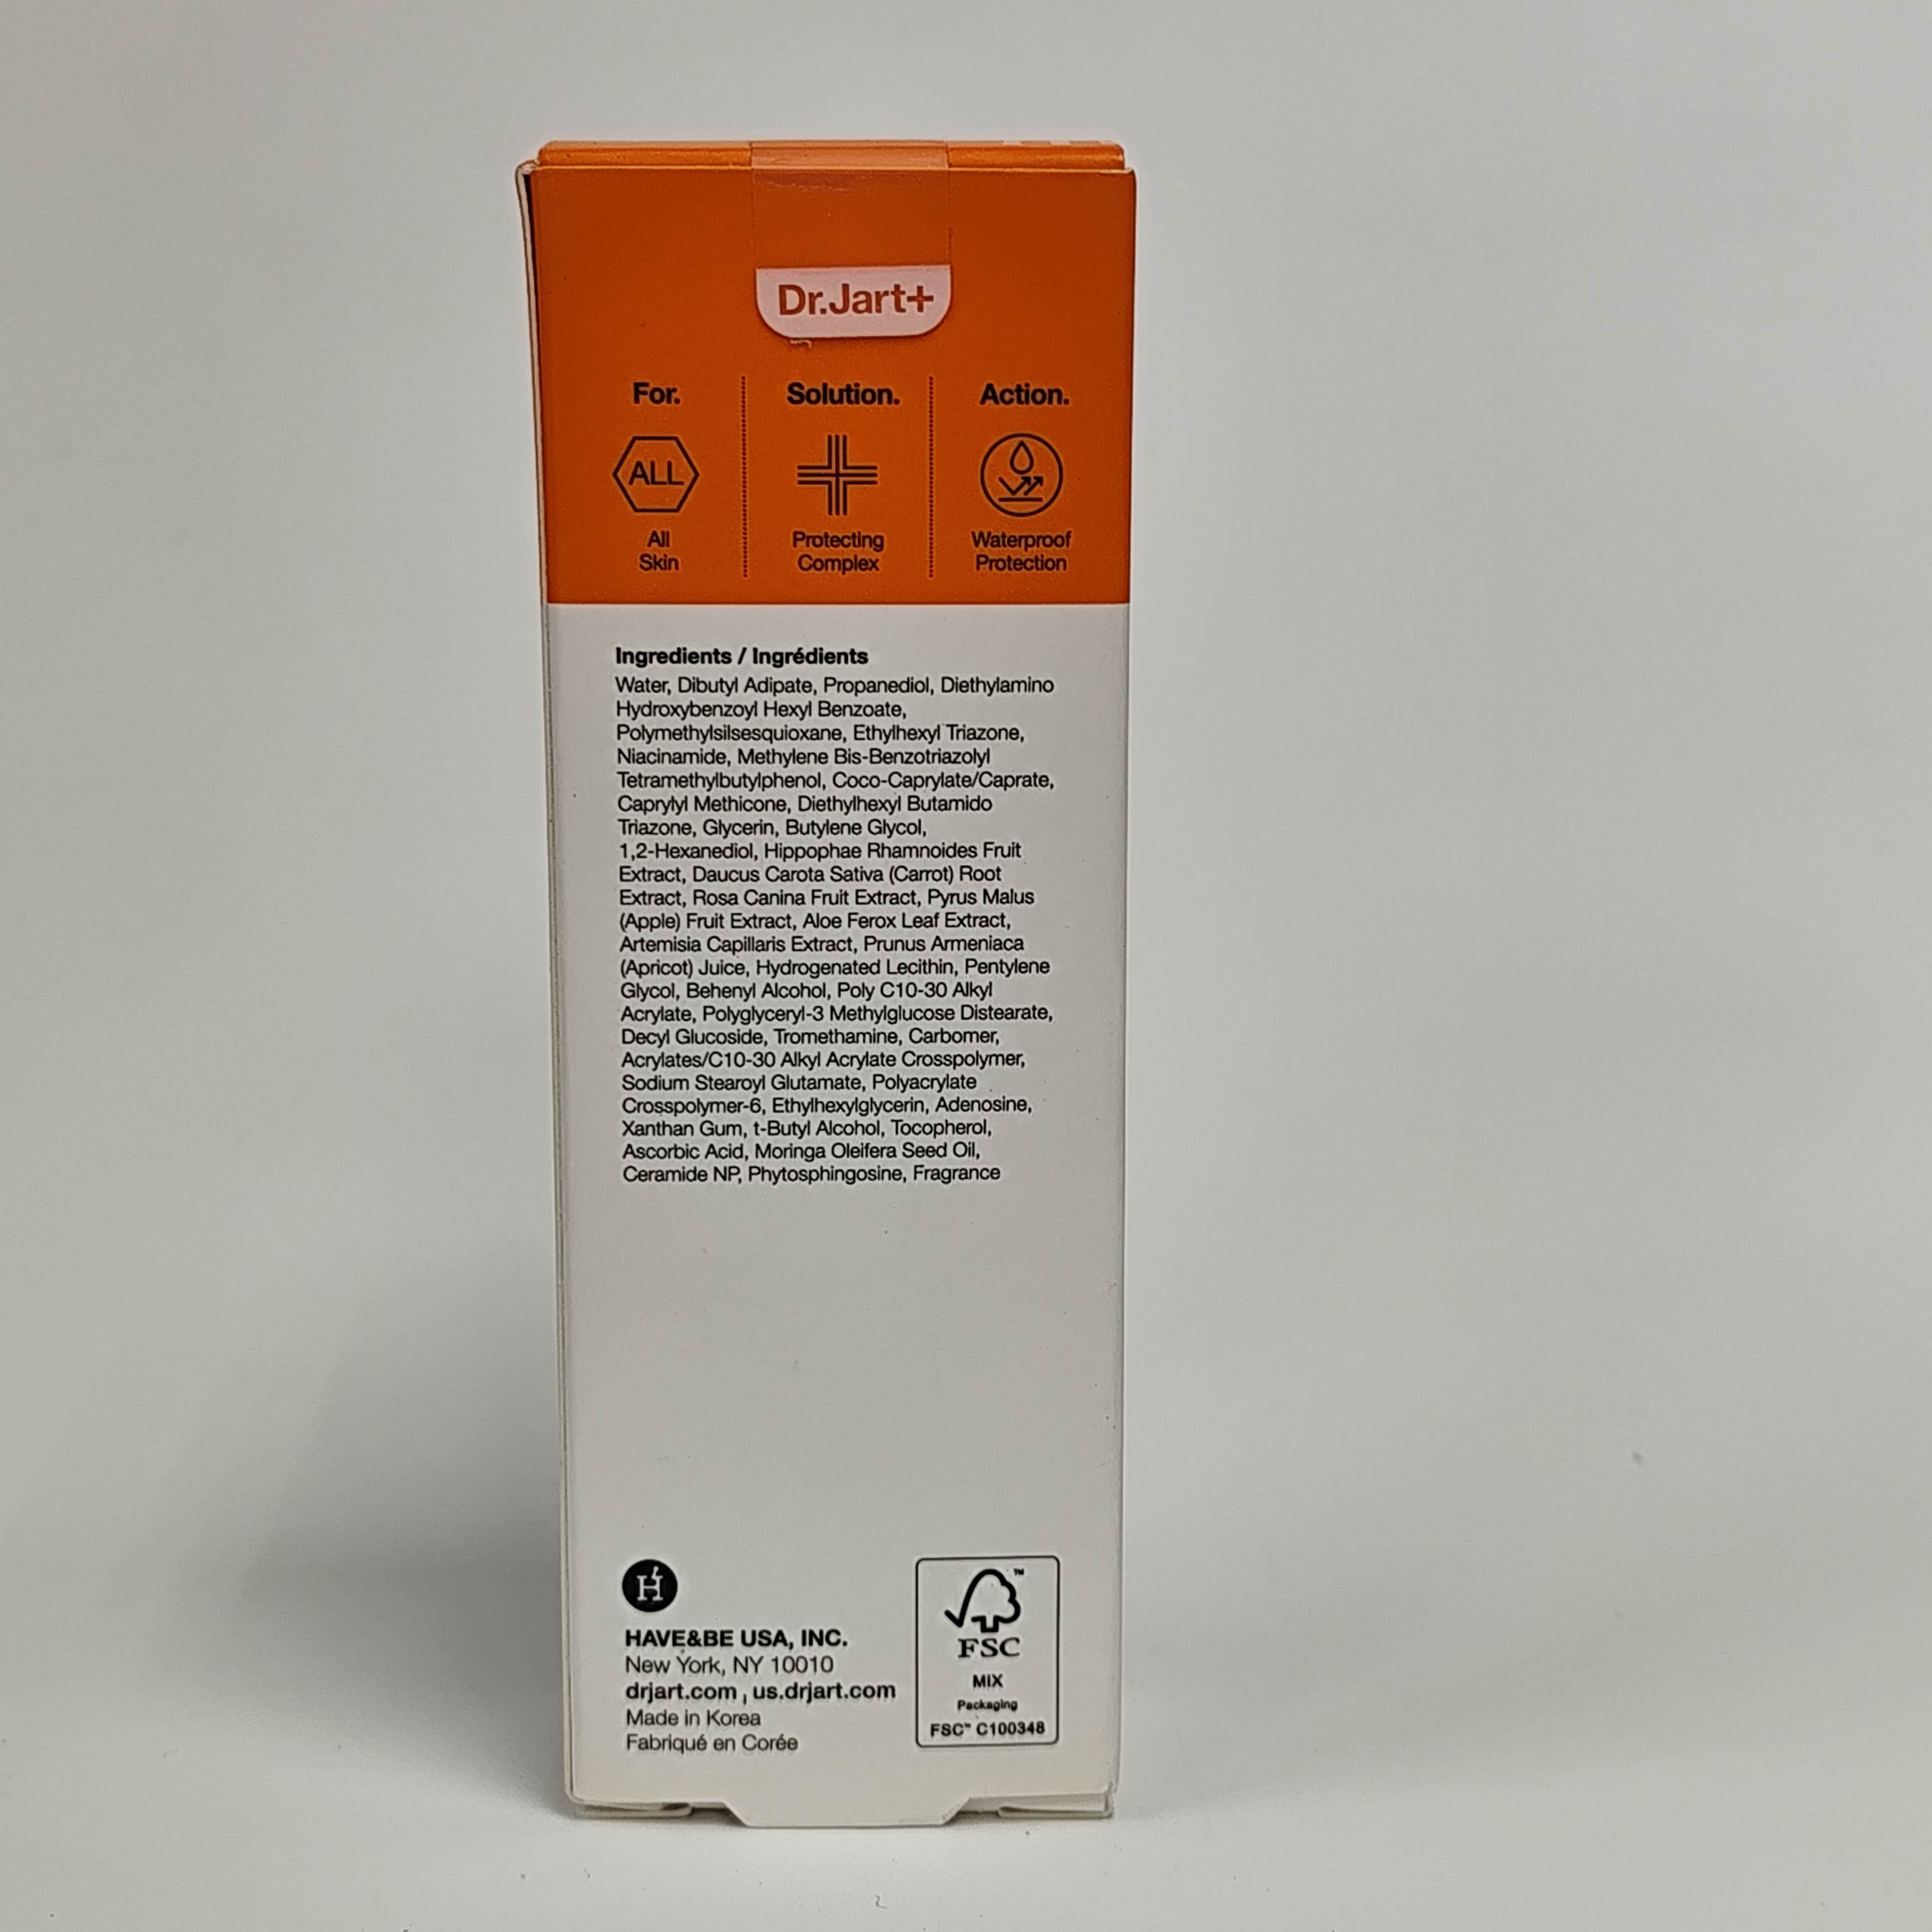 Dr.Jart+
For.
ALL
All
Skin
Solution.
Protecting
Complex
Action.
Waterproof
Protection
Ingredients / Ingrédients
Water, Dibutyl Adipate, Propanediol, Diethylamino
Hydroxybenzoyl Hexyl Benzoate,
Polymethylsilsesquioxane, Ethylhexyl Triazone,
Niacinamide, Methylene Bis-Benzotriazolyl
Tetramethylbutylphenol, Coco-Caprylate/Caprate,
Caprylyl Methicone, Diethylhexyl Butamido
Triazone, Glycerin, Butylene Glycol,
1,2-Hexanediol, Hippophae Rhamnoides Fruit
Extract, Daucus Carota Sativa (Carrot) Root
Extract, Rosa Canina Fruit Extract, Pyrus Malus
(Apple) Fruit Extract, Aloe Ferox Leaf Extract,
Artemisia Capillaris Extract, Prunus Armeniaca
(Apricot) Juice, Hydrogenated Lecithin, Pentylene
Glycol, Behenyl Alcohol, Poly C10-30 Alkyl
Acrylate, Polyglyceryl-3 Methylglucose Distearate,
Decyl Glucoside, Tromethamine, Carbomer,
Acrylates/C10-30 Alkyl Acrylate Crosspolymer,
Sodium Stearoyl Glutamate, Polyacrylate
Crosspolymer-6, Ethylhexylglycerin, Adenosine,
Xanthan Gum, t-Butyl Alcohol, Tocopherol,
Ascorbic Acid, Moringa Oleifera Seed Oil,
Ceramide NP, Phytosphingosine, Fragrance
H
HAVE&BE USA, INC.
New York, NY 10010
drjart.com , us.drjart.com
Made in Korea
Fabriqué en Corée
™
FSC
MIX
Packaging
FSC™ C100348